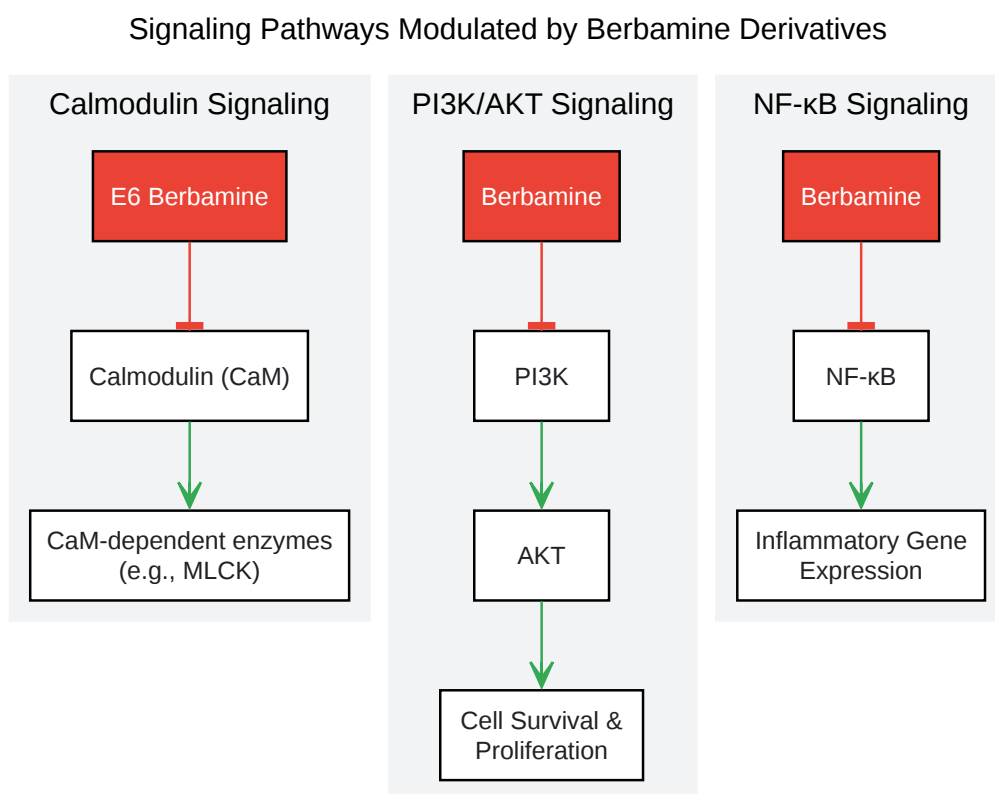 Signaling Pathways Modulated by Berbamine Derivatives
Calmodulin Signaling
E6 Berbamine
Calmodulin (CaM)
CaM-dependent enzymes
(e.g., MLCK)
PI3K/AKT Signaling
Berbamine
PI3K
AKT
Cell Survival &
Proliferation
NF-κB Signaling
Berbamine
NF-κB
Inflammatory Gene
Expression